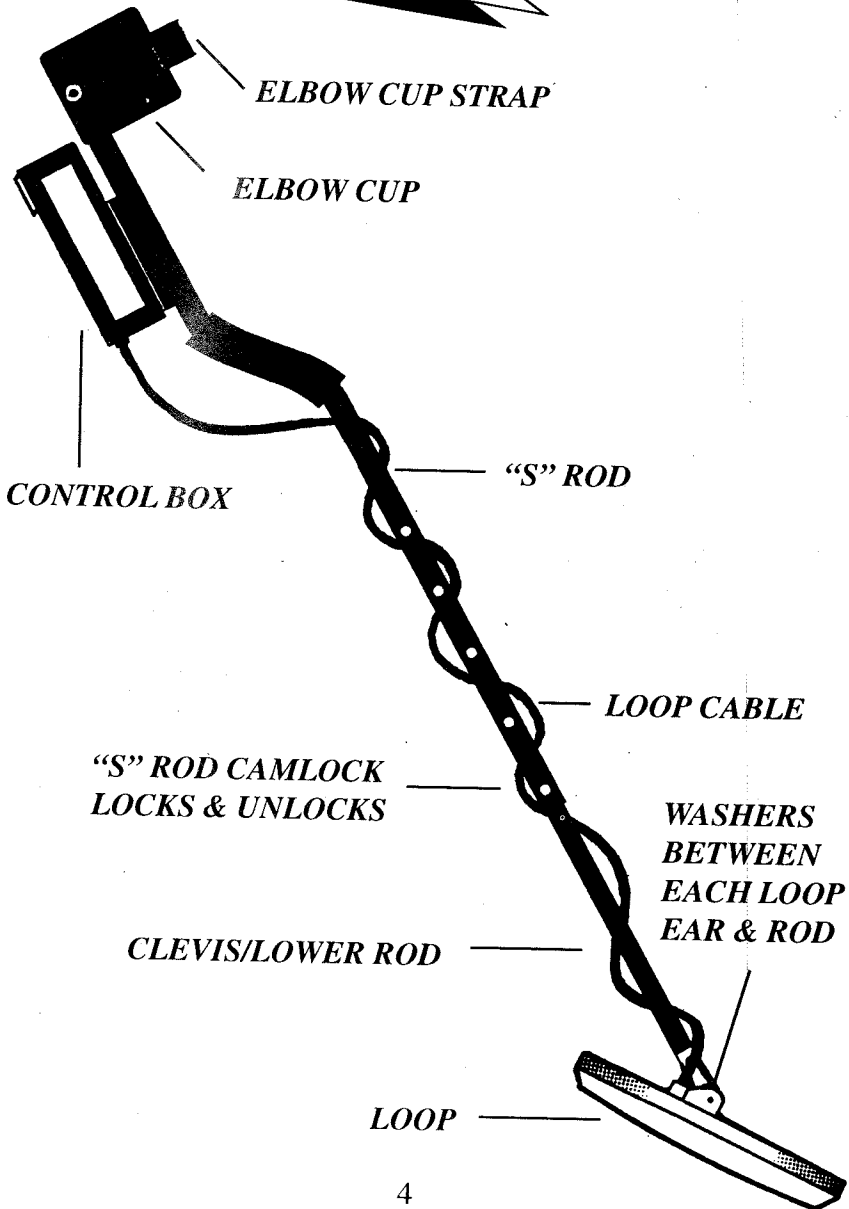 ELBOW CUP STRAP
ELBOW CUP
CONTROL BOX
“S” ROD
LOOP CABLE
“S” ROD CAMLOCK
LOCKS & UNLOCKS
WASHERS
BETWEEN
EACH LOOP
EAR & ROD
CLEVIS/LOWER ROD
LOOP
4